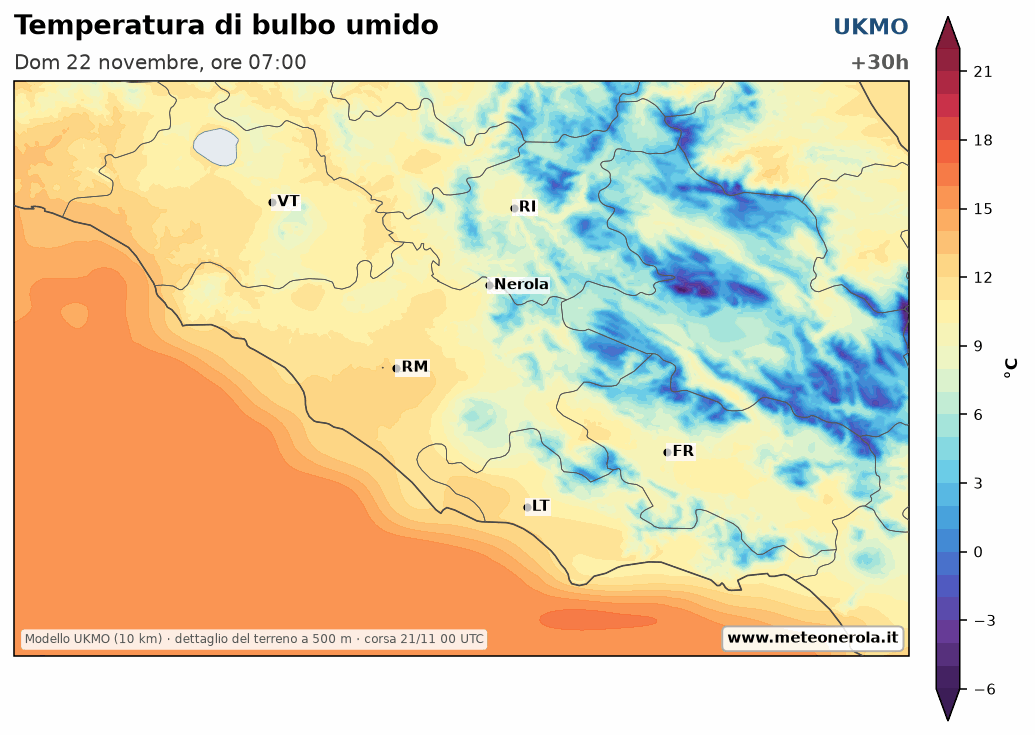 Temperatura di bulbo umido
UKMO
Dom 22 novembre, ore 07:00
+30h
VT
RI
Nerola
RM
FR
LT
21
18
15
12
9
6
3
0
−3
−6
°C
Modello UKMO (10 km) · dettaglio del terreno a 500 m · corsa 21/11 00 UTC
www.meteonerola.it